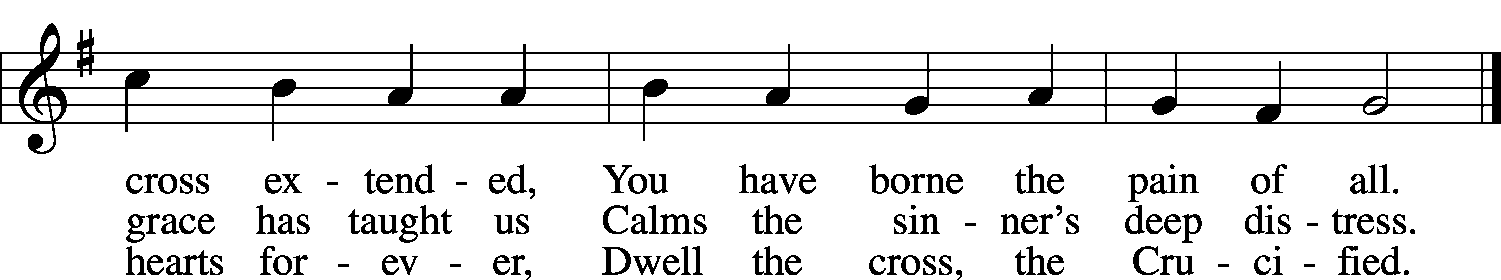 cross ex - tend - ed, You have borne the pain of all.
grace has taught us Calms the sin - ner's deep dis - tress.
hearts for - ev - er, Dwell the cross, the Cru - ci - fied.